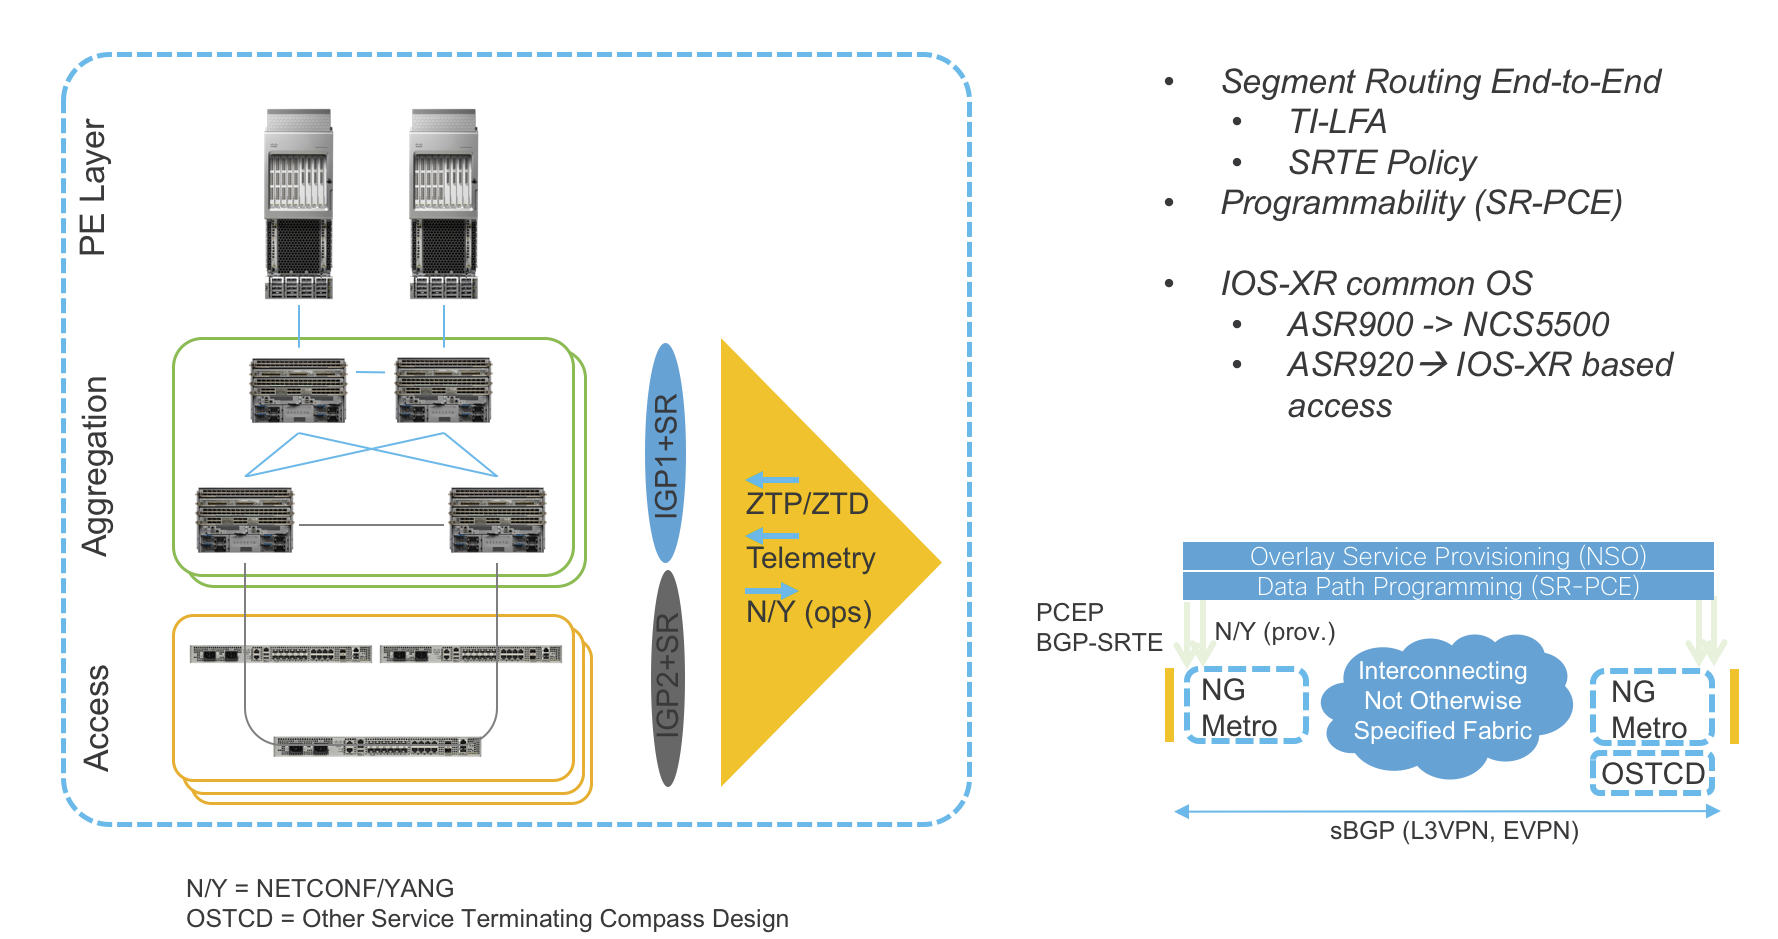 PE Layer
Aggregation
Access
IGP1+SR
IGP2+SR
ZTP/ZTD
Telemetry
N/Y (ops)
N/Y = NETCONF/YANG
OSTCD = Other Service Terminating Compass Design
• Segment Routing End-to-End
• TI-LFA
• SRTE Policy
• Programmability (SR-PCE)
• IOS-XR common OS
• ASR900 -> NCS5500
• ASR920→ IOS-XR based
access
Overlay Service Provisioning (NSO)
Data Path Programming (SR-PCE)
PCEP
BGP-SRTE
N/Y (prov.)
NG
Metro
Interconnecting
Not Otherwise
Specified Fabric
NG
Metro
OSTCD
sBGP (L3VPN, EVPN)